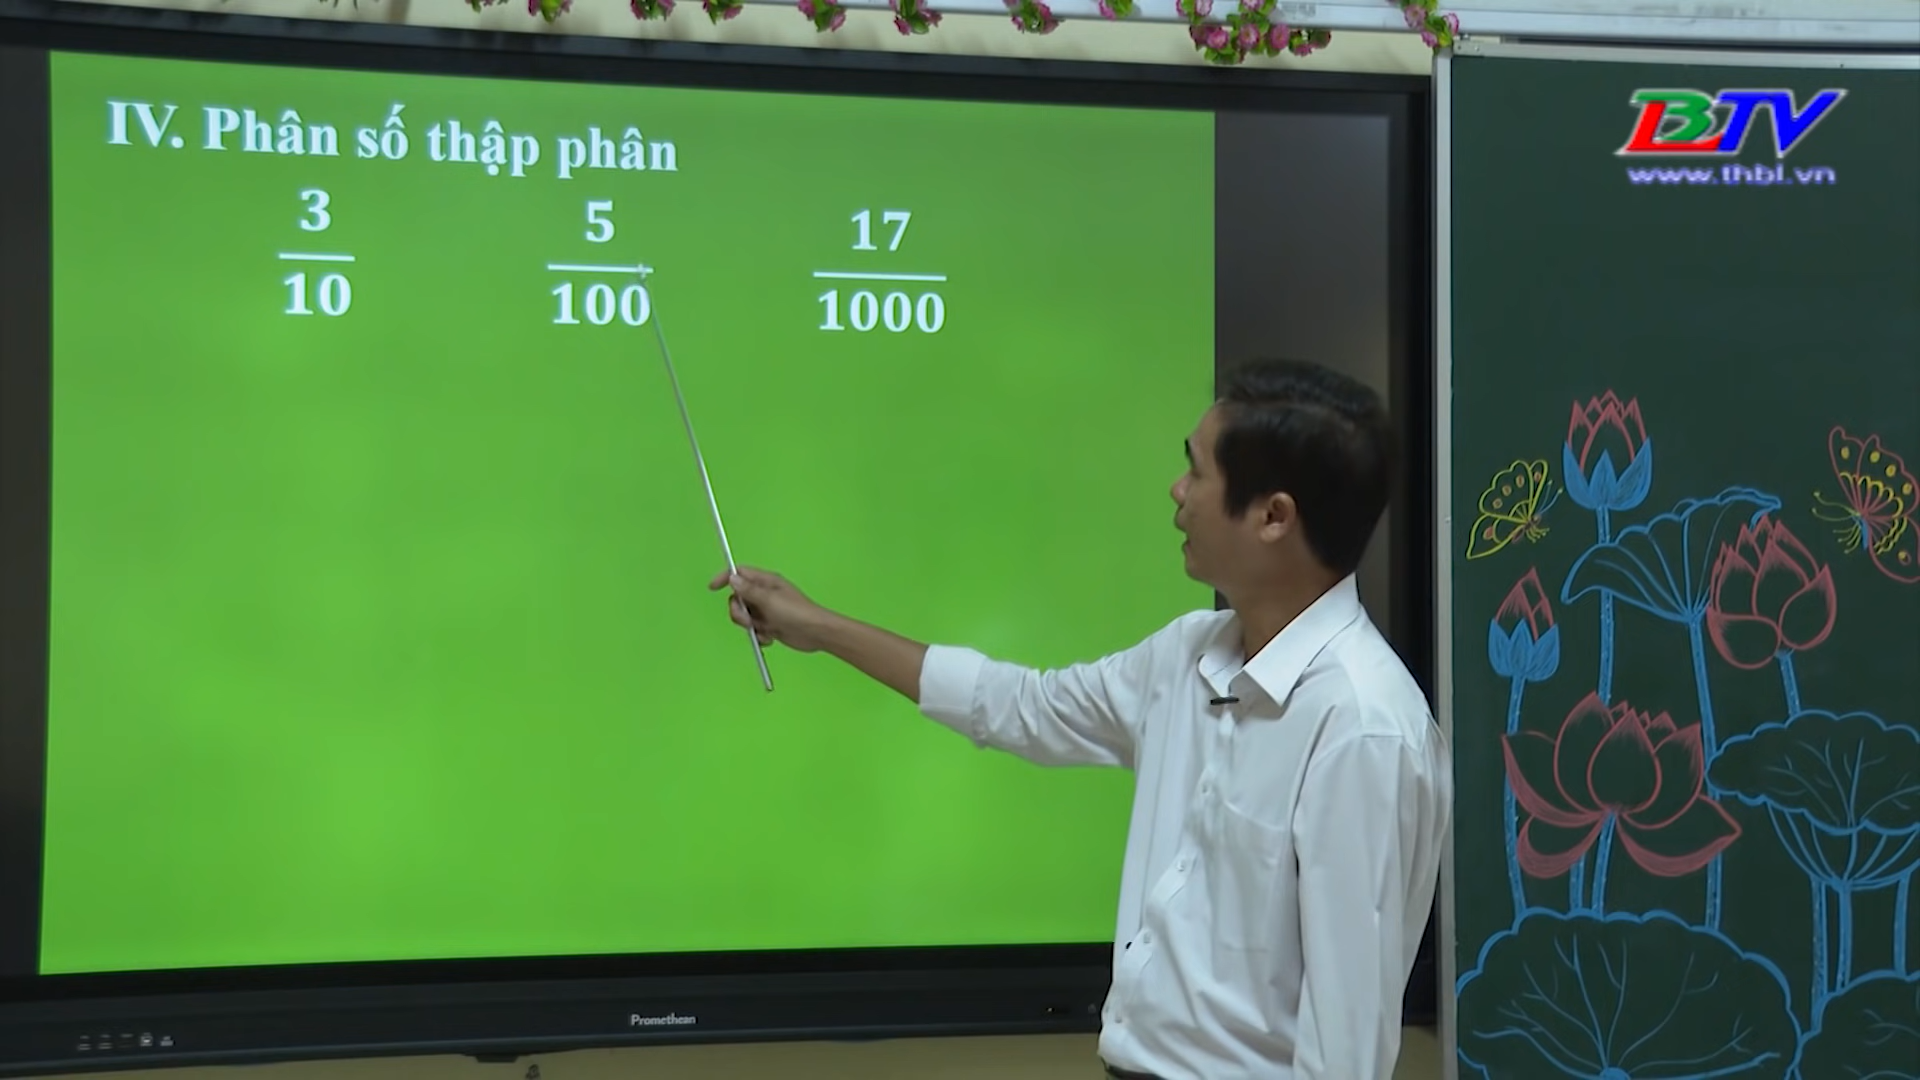 IV. Phân số thập phân
3 5 17
10 100 1000
BTV
www.thbl.vn
Promethean